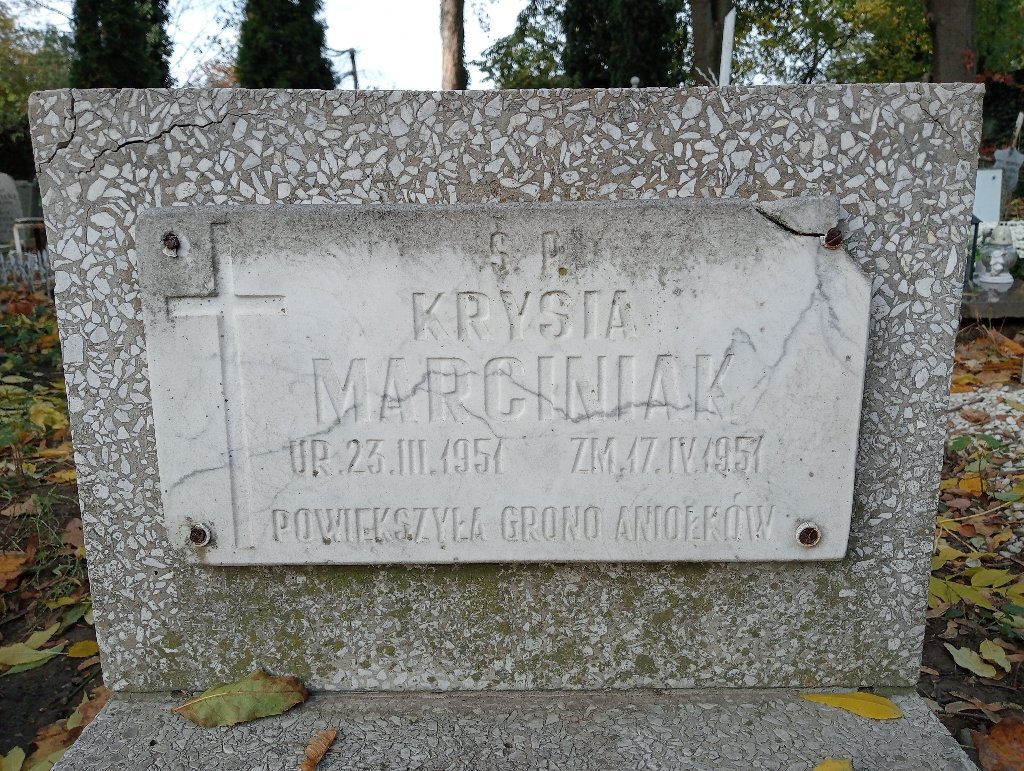 Ś. P.
KRYSIA
MARCINIAK
UR. 23.III.1951 ZM. 17.IV.1951
POWIĘKSZYŁA GRONO ANIOŁKÓW